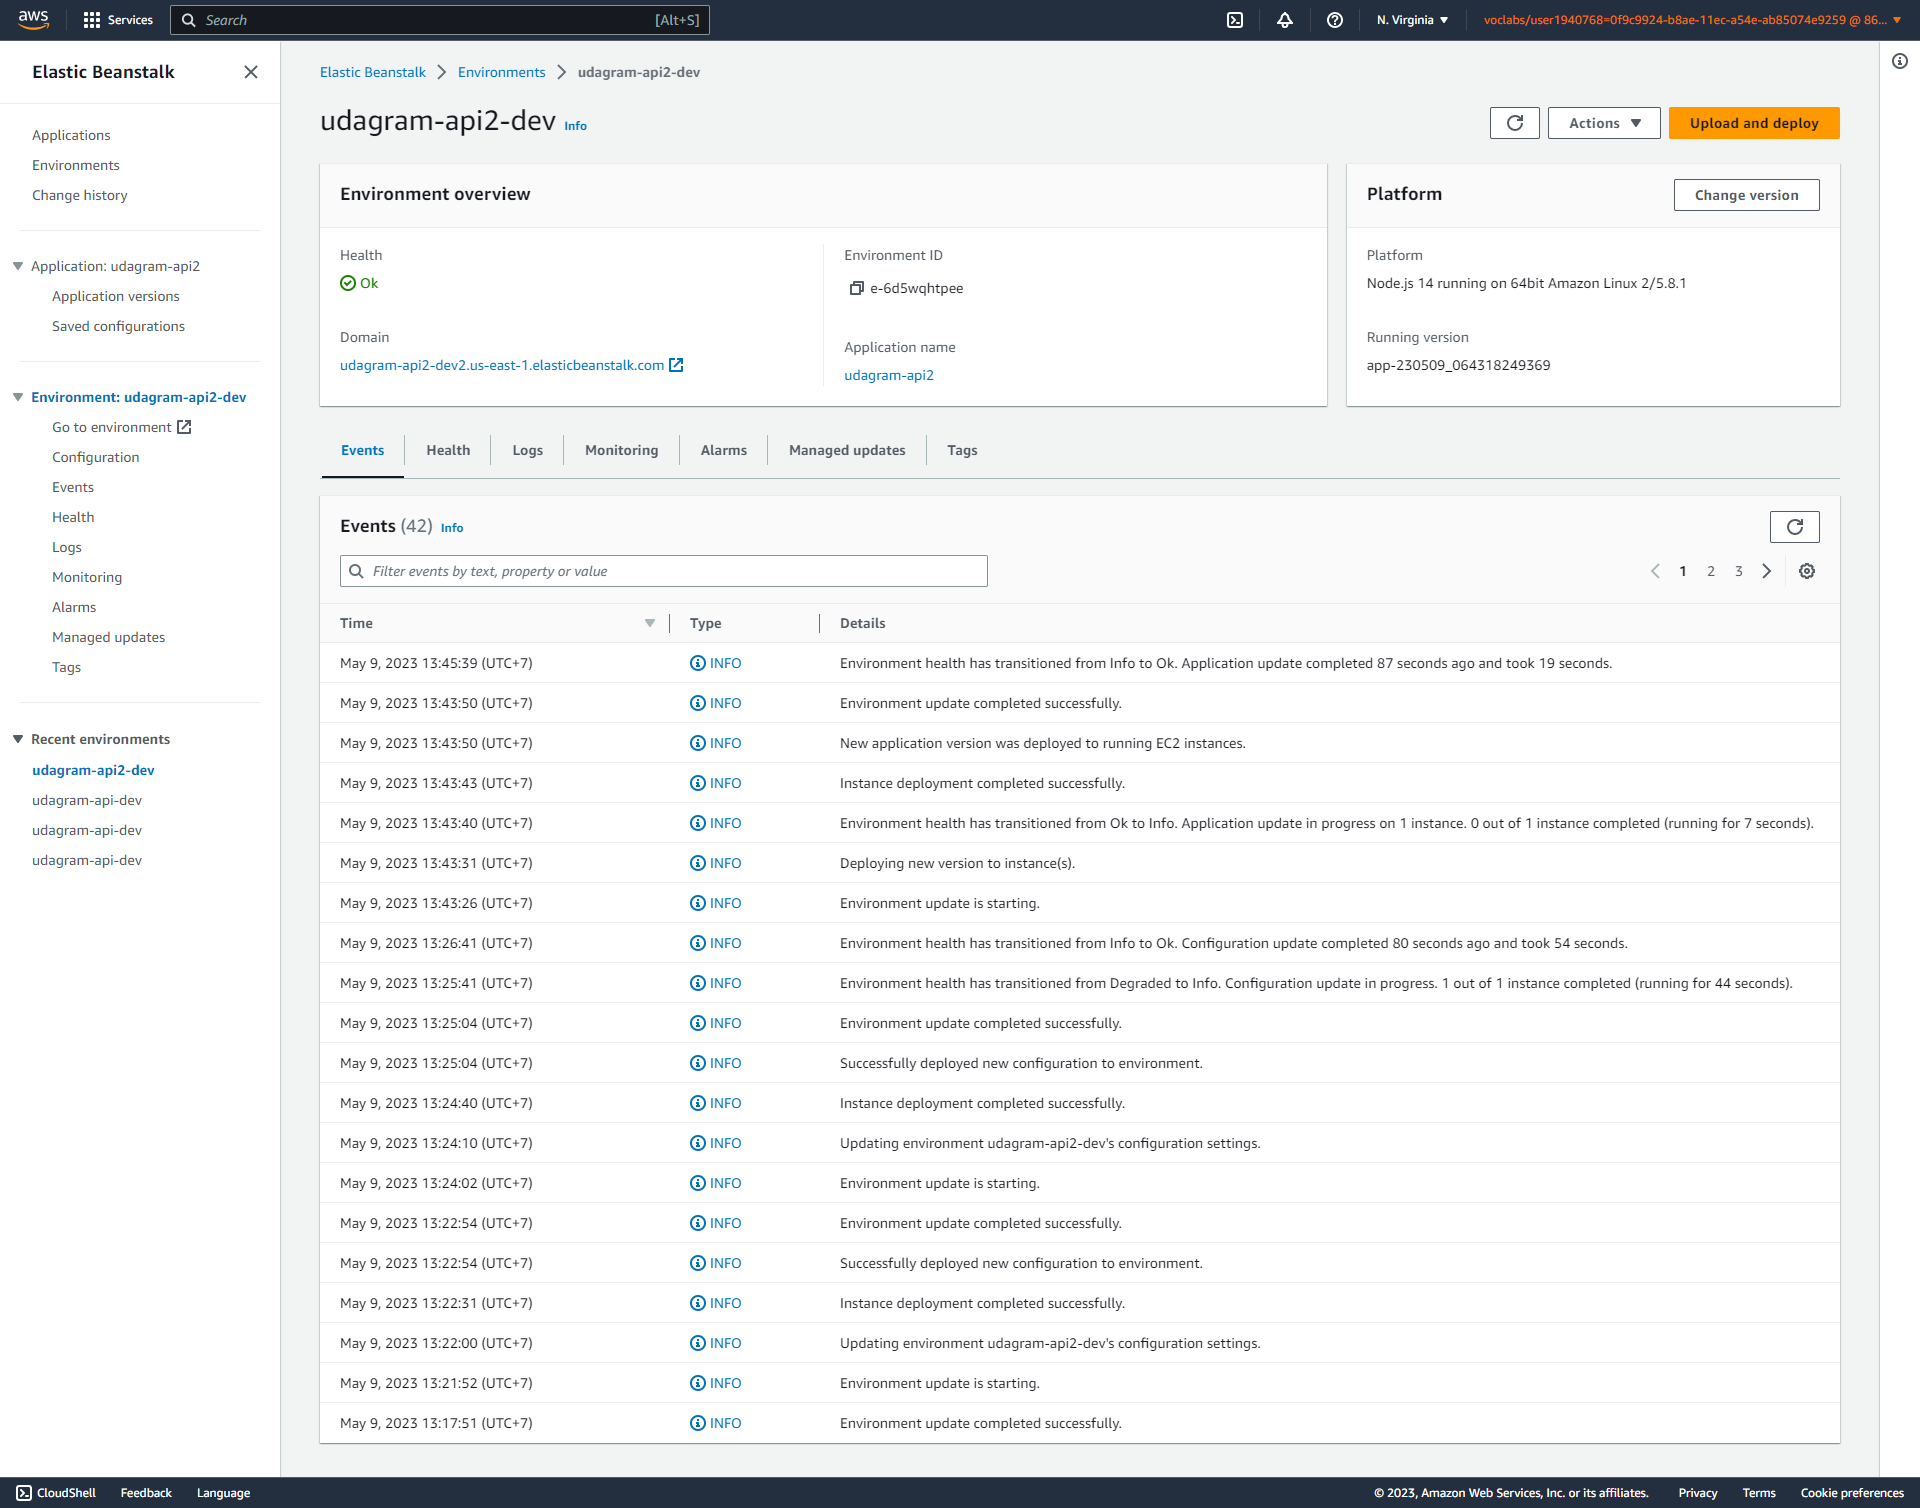 aws
Services
Search
[Alt+S]
N. Virginia
voclabs/user1940768=0f9c9924-b8ae-11ec-a54e-ab85074e9259 @ 86...
Elastic Beanstalk
Applications
Environments
Change history
Application: udagram-api2
Application versions
Saved configurations
Environment: udagram-api2-dev
Go to environment
Configuration
Events
Health
Logs
Monitoring
Alarms
Managed updates
Tags
Recent environments
udagram-api2-dev
udagram-api-dev
udagram-api-dev
udagram-api-dev
Elastic Beanstalk
Environments
udagram-api2-dev
udagram-api2-dev Info
Actions
Upload and deploy
Environment overview
Health
Ok
Domain
udagram-api2-dev2.us-east-1.elasticbeanstalk.com
Environment ID
e-6d5wqhtpee
Application name
udagram-api2
Platform
Change version
Platform
Node.js 14 running on 64bit Amazon Linux 2/5.8.1
Running version
app-230509_064318249369
Events
Health
Logs
Monitoring
Alarms
Managed updates
Tags
Events (42) Info
Filter events by text, property or value
1 2 3
Time Type Details
May 9, 2023 13:45:39 (UTC+7) INFO Environment health has transitioned from Info to Ok. Application update completed 87 seconds ago and took 19 seconds.
May 9, 2023 13:43:50 (UTC+7) INFO Environment update completed successfully.
May 9, 2023 13:43:50 (UTC+7) INFO New application version was deployed to running EC2 instances.
May 9, 2023 13:43:43 (UTC+7) INFO Instance deployment completed successfully.
May 9, 2023 13:43:40 (UTC+7) INFO Environment health has transitioned from Ok to Info. Application update in progress on 1 instance. 0 out of 1 instance completed (running for 7 seconds).
May 9, 2023 13:43:31 (UTC+7) INFO Deploying new version to instance(s).
May 9, 2023 13:43:26 (UTC+7) INFO Environment update is starting.
May 9, 2023 13:26:41 (UTC+7) INFO Environment health has transitioned from Info to Ok. Configuration update completed 80 seconds ago and took 54 seconds.
May 9, 2023 13:25:41 (UTC+7) INFO Environment health has transitioned from Degraded to Info. Configuration update in progress. 1 out of 1 instance completed (running for 44 seconds).
May 9, 2023 13:25:04 (UTC+7) INFO Environment update completed successfully.
May 9, 2023 13:25:04 (UTC+7) INFO Successfully deployed new configuration to environment.
May 9, 2023 13:24:40 (UTC+7) INFO Instance deployment completed successfully.
May 9, 2023 13:24:10 (UTC+7) INFO Updating environment udagram-api2-dev's configuration settings.
May 9, 2023 13:24:02 (UTC+7) INFO Environment update is starting.
May 9, 2023 13:22:54 (UTC+7) INFO Environment update completed successfully.
May 9, 2023 13:22:54 (UTC+7) INFO Successfully deployed new configuration to environment.
May 9, 2023 13:22:31 (UTC+7) INFO Instance deployment completed successfully.
May 9, 2023 13:22:00 (UTC+7) INFO Updating environment udagram-api2-dev's configuration settings.
May 9, 2023 13:21:52 (UTC+7) INFO Environment update is starting.
May 9, 2023 13:17:51 (UTC+7) INFO Environment update completed successfully.
CloudShell
Feedback
Language
© 2023, Amazon Web Services, Inc. or its affiliates.
Privacy
Terms
Cookie preferences